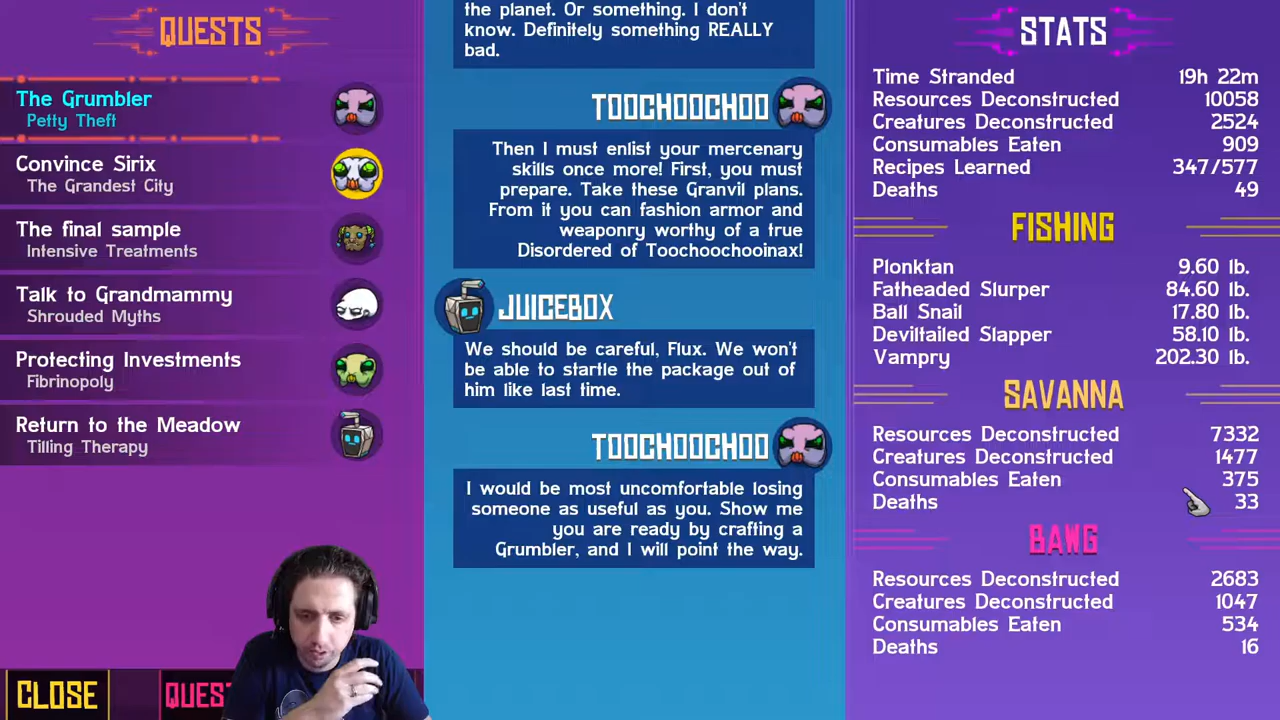 QUESTS
The Grumbler
Petty Theft
Convince Sirix
The Grandest City
The final sample
Intensive Treatments
Talk to Grandmammy
Shrouded Myths
Protecting Investments
Fibrinopoly
Return to the Meadow
Tilling Therapy
CLOSE
QUES
the planet. Or something. I don't
know. Definitely something REALLY
bad.
TOOCHOOCHOO
Then I must enlist your mercenary
skills once more! First, you must
prepare. Take these Granvil plans.
From it you can fashion armor and
weaponry worthy of a true
Disordered of Toochoochooinax!
JUICEBOX
We should be careful, Flux. We won't
be able to startle the package out of
him like last time.
TOOCHOOCHOO
I would be most uncomfortable losing
someone as useful as you. Show me
you are ready by crafting a
Grumbler, and I will point the way.
STATS
Time Stranded 19h 22m
Resources Deconstructed 10058
Creatures Deconstructed 2524
Consumables Eaten 909
Recipes Learned 347/577
Deaths 49
FISHING
Plonktan 9.60 lb.
Fatheaded Slurper 84.60 lb.
Ball Snail 17.80 lb.
Deviltailed Slapper 58.10 lb.
Vampry 202.30 lb.
SAVANNA
Resources Deconstructed 7332
Creatures Deconstructed 1477
Consumables Eaten 375
Deaths 33
BAWG
Resources Deconstructed 2683
Creatures Deconstructed 1047
Consumables Eaten 534
Deaths 16